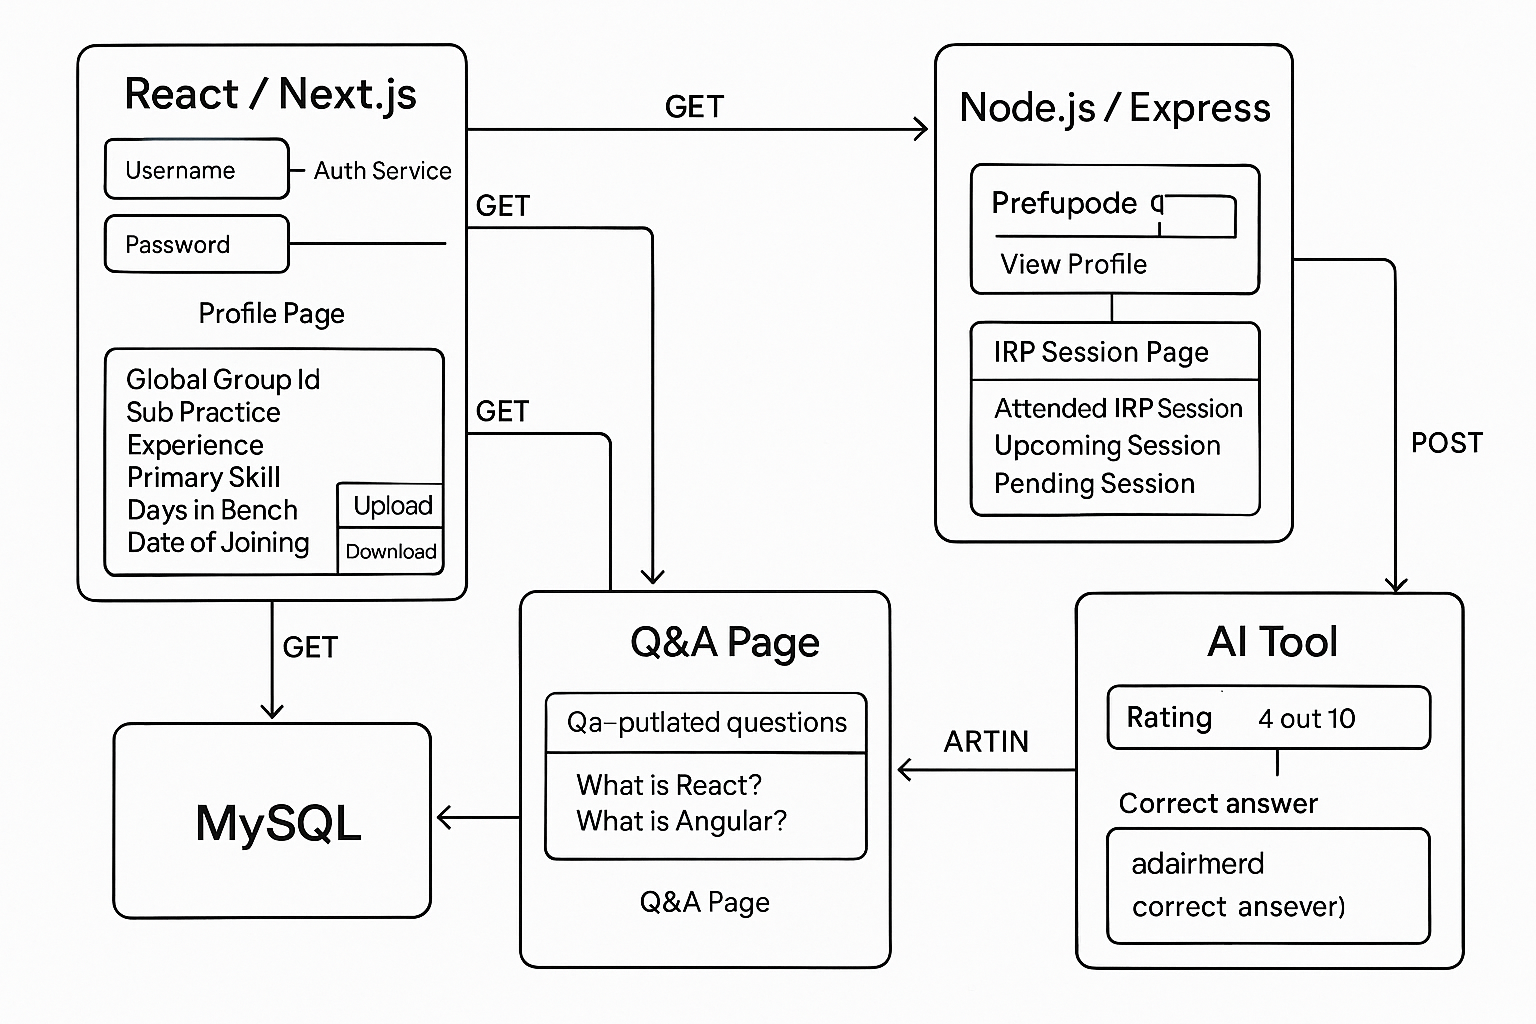 React / Next.js
Username
Auth Service
Password
Profile Page
Global Group Id
Sub Practice
Experience
Primary Skill
Days in Bench
Date of Joining
Upload
Download
GET
GET
GET
GET
Node.js / Express
Prefupode q
View Profile
IRP Session Page
Attended IRP Session
Upcoming Session
Pending Session
POST
MySQL
Q&A Page
Qa-putlated questions
What is React?
What is Angular?
Q&A Page
ARTIN
AI Tool
Rating 4 out 10
Correct answer
adairmerd
correct ansever)